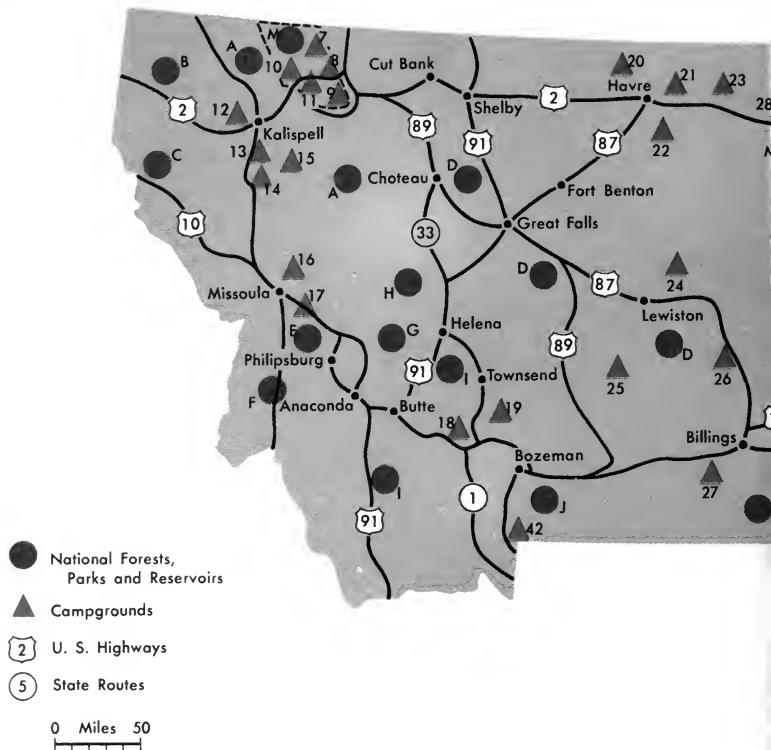 M
7
A
10
8
B
11
9
Cut Bank
20
Havre
21
23
2
12
Kalispell
Shelby
2
28
89
91
87
22
M
13
15
C
14
A
Choteau
D
Fort Benton
10
33
Great Falls
16
H
D
87
24
Missoula
17
Lewiston
E
G
Helena
89
D
Philipsburg
91
I
Townsend
25
26
F
Anaconda
Butte
18
19
Billings
Bozeman
27
I
1
J
91
42
National Forests,
Parks and Reservoirs
Campgrounds
2
U. S. Highways
5
State Routes
0 Miles 50